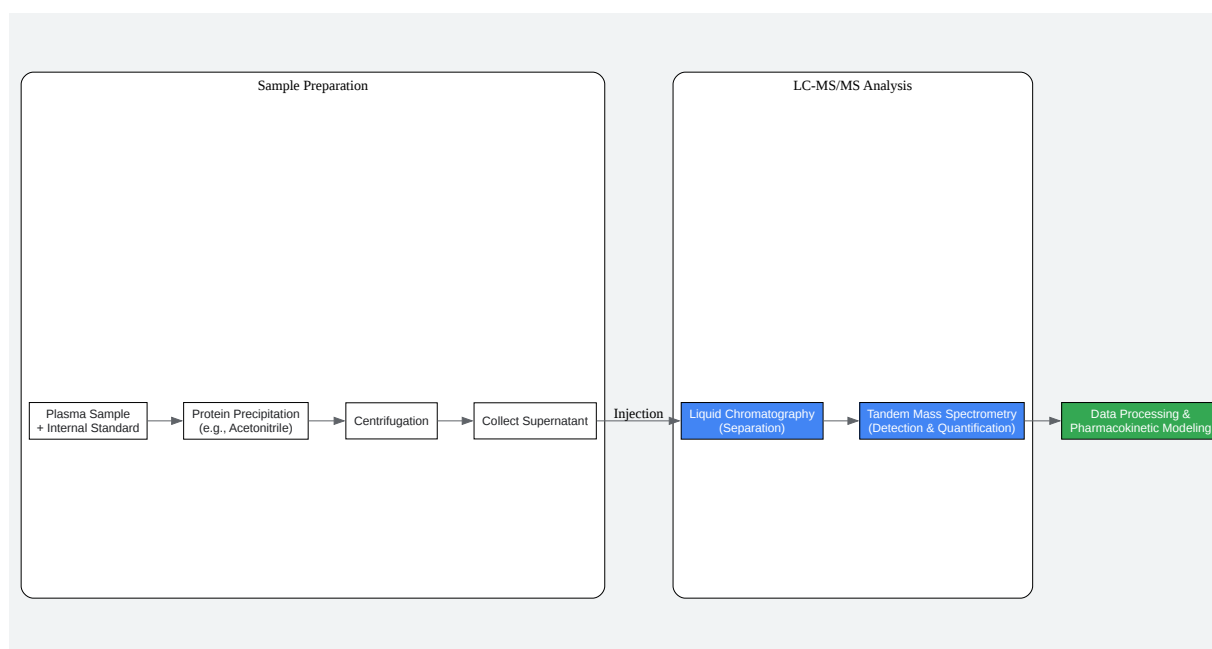 Sample Preparation
LC-MS/MS Analysis
Plasma Sample
+ Internal Standard
Protein Precipitation
(e.g., Acetonitrile)
Centrifugation
Collect Supernatant
Injection
Liquid Chromatography
(Separation)
Tandem Mass Spectrometry
(Detection & Quantification)
Data Processing &
Pharmacokinetic Modeling